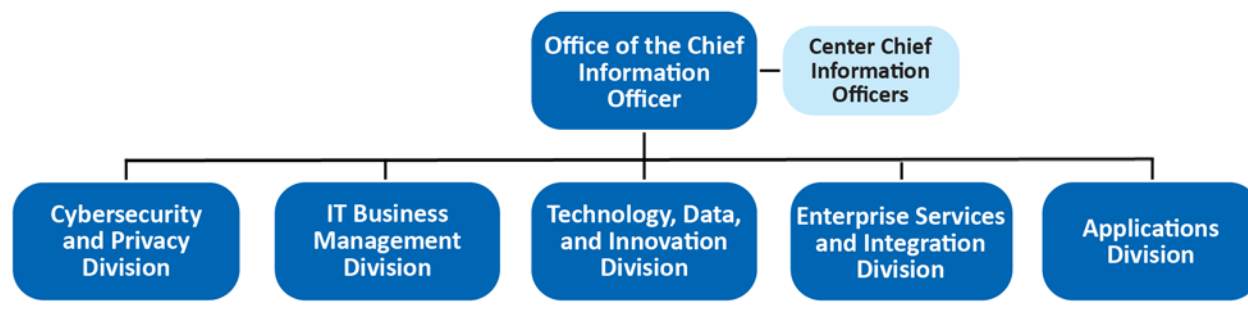 Office of the Chief
Information
Officer
Center Chief
Information
Officers
Cybersecurity
and Privacy
Division
IT Business
Management
Division
Technology, Data,
and Innovation
Division
Enterprise Services
and Integration
Division
Applications
Division